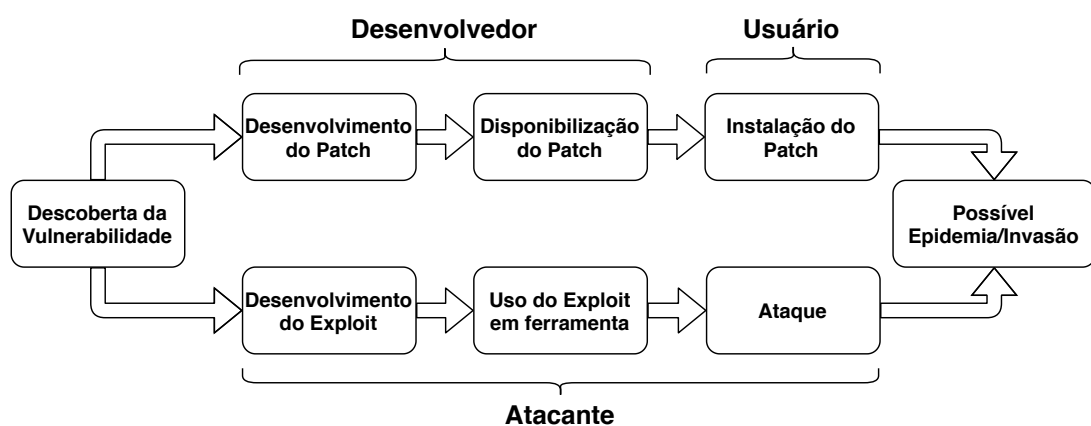 Desenvolvedor
Usuário
Desenvolvimento
do Patch
Disponibilização
do Patch
Instalação do
Patch
Descoberta da
Vulnerabilidade
Possível
Epidemia/Invasão
Desenvolvimento
do Exploit
Uso do Exploit
em ferramenta
Ataque
Atacante